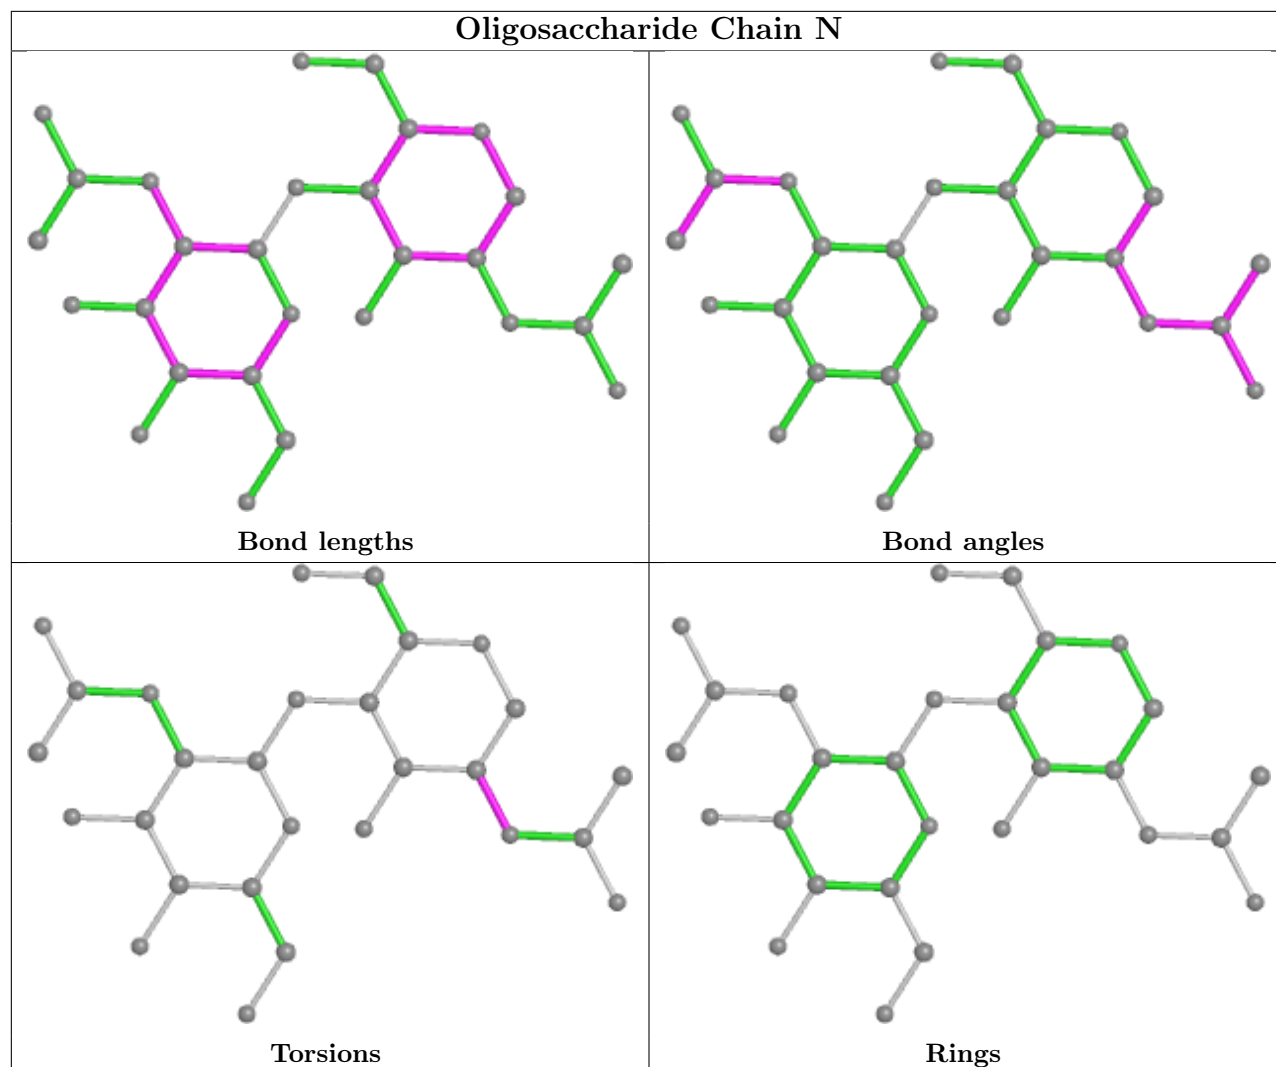 Oligosaccharide Chain N
Bond lengths
Bond angles
Torsions
Rings